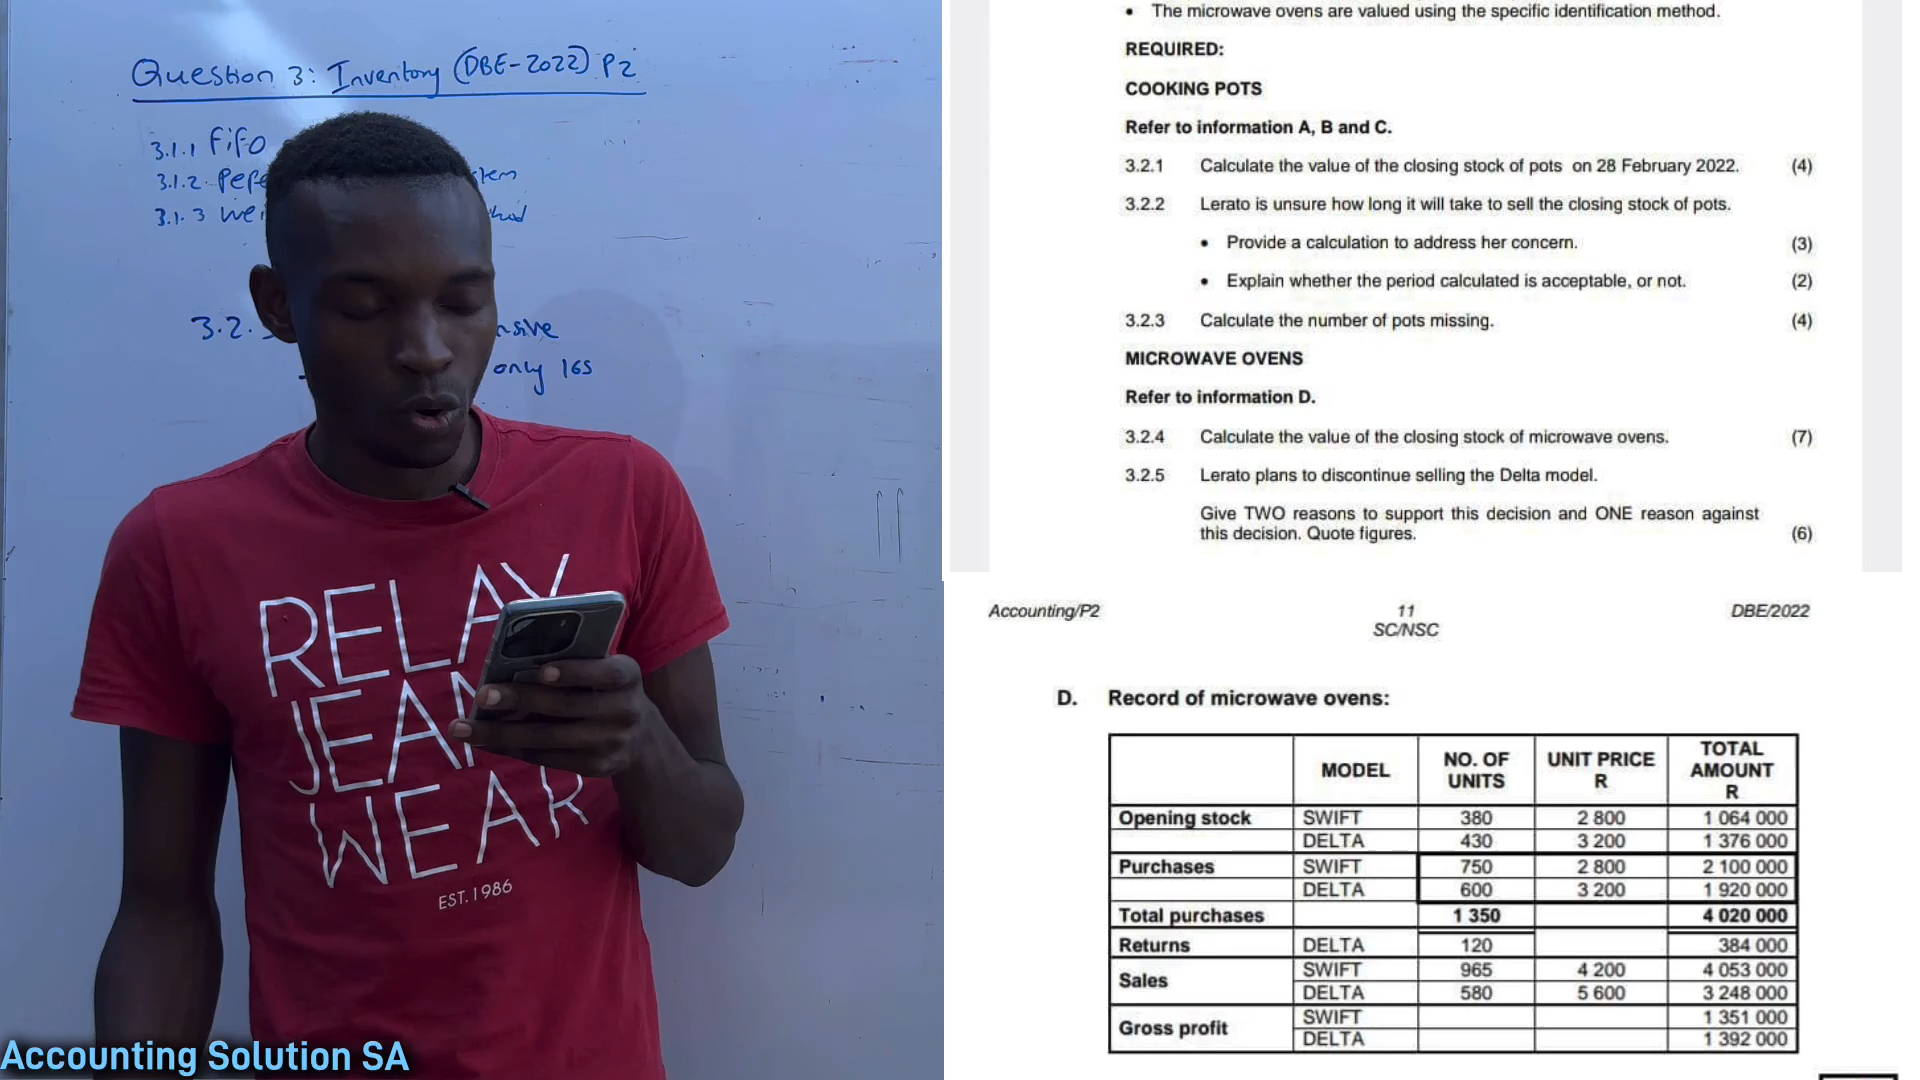 Question 3: Inventory (DBE-2022) P2
3.1.1 Fifo
3.1.2
3.1.3
3.2.
only 165
RELAY
JEAN
WEAR
EST.1986
Accounting Solution SA
• The microwave ovens are valued using the specific identification method.
REQUIRED:
COOKING POTS
Refer to information A, B and C.
3.2.1 Calculate the value of the closing stock of pots on 28 February 2022. (4)
3.2.2 Lerato is unsure how long it will take to sell the closing stock of pots.
• Provide a calculation to address her concern. (3)
• Explain whether the period calculated is acceptable, or not. (2)
3.2.3 Calculate the number of pots missing. (4)
MICROWAVE OVENS
Refer to information D.
3.2.4 Calculate the value of the closing stock of microwave ovens. (7)
3.2.5 Lerato plans to discontinue selling the Delta model.
Give TWO reasons to support this decision and ONE reason against
this decision. Quote figures. (6)
Accounting/P2 11 DBE/2022
SC/NSC
D. Record of microwave ovens:
MODEL NO. OF UNITS UNIT PRICE R TOTAL AMOUNT R
Opening stock SWIFT 380 2 800 1 064 000
DELTA 430 3 200 1 376 000
Purchases SWIFT 750 2 800 2 100 000
DELTA 600 3 200 1 920 000
Total purchases 1 350 4 020 000
Returns DELTA 120 384 000
Sales SWIFT 965 4 200 4 053 000
DELTA 580 5 600 3 248 000
Gross profit SWIFT 1 351 000
DELTA 1 392 000